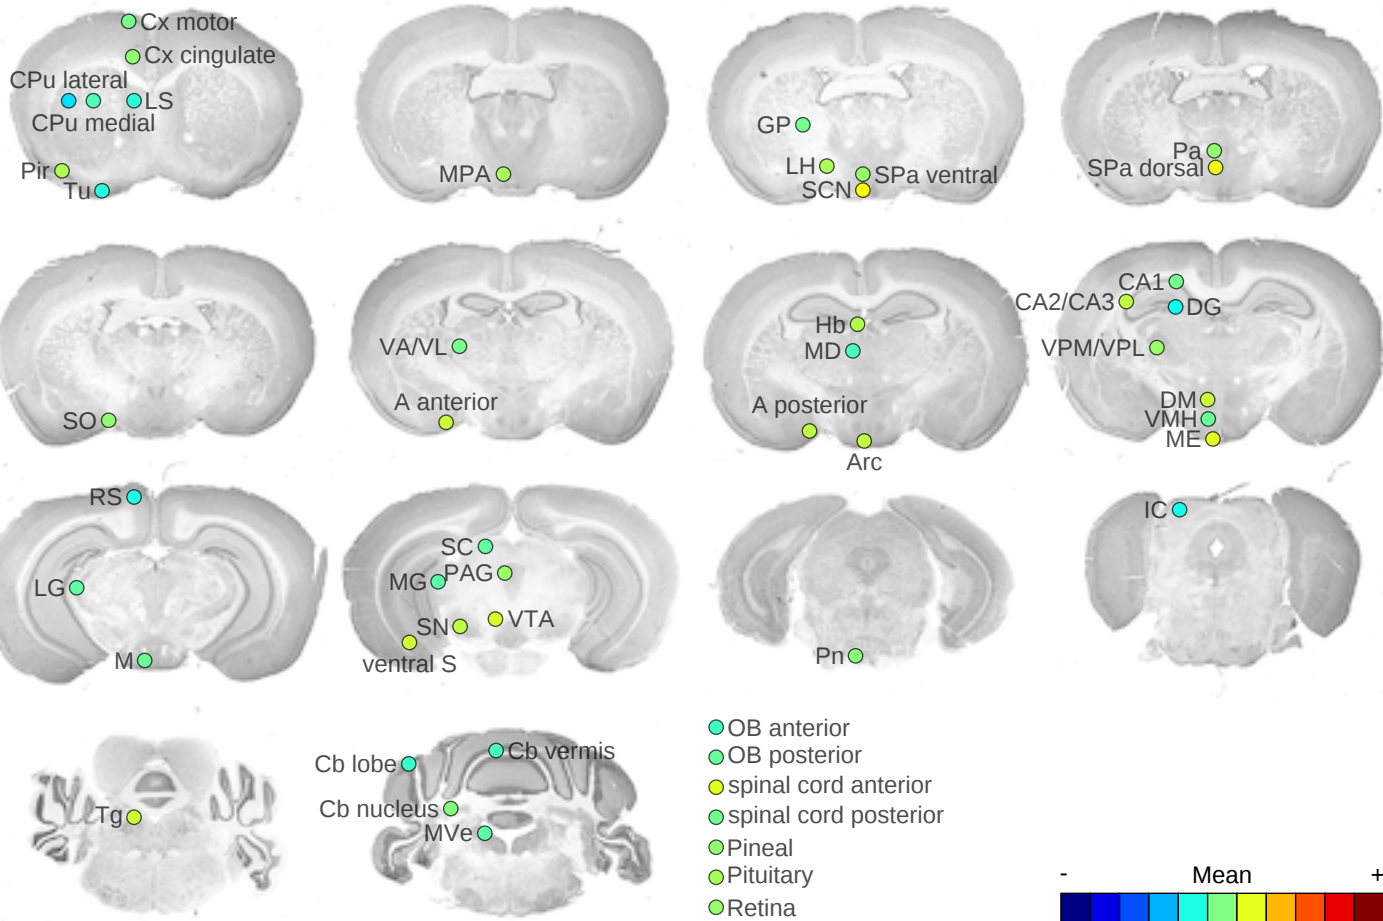 Cx motor
Cx cingulate
CPu lateral
LS
CPu medial
Pir
Tu
MPA
GP
LH
SPa ventral
SCN
Pa
SPa dorsal
SO
VA/VL
A anterior
Hb
MD
A posterior
Arc
CA1
CA2/CA3
DG
VPM/VPL
DM
VMH
ME
RS
LG
M
SC
MG
PAG
SN
VTA
ventral S
Pn
IC
Tg
Cb lobe
Cb vermis
Cb nucleus
MVe
OB anterior
OB posterior
spinal cord anterior
spinal cord posterior
Pineal
Pituitary
Retina
- Mean +